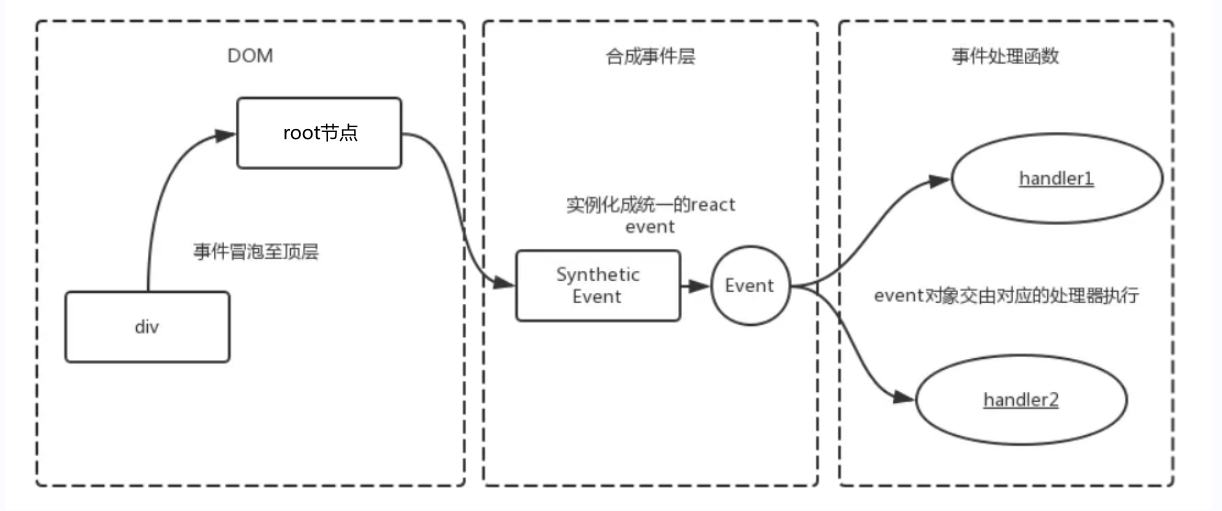 DOM
root节点
事件冒泡至顶层
div
合成事件层
实例化成统一的react
event
Synthetic
Event
Event
事件处理函数
handler1
event对象交由对应的处理器执行
handler2